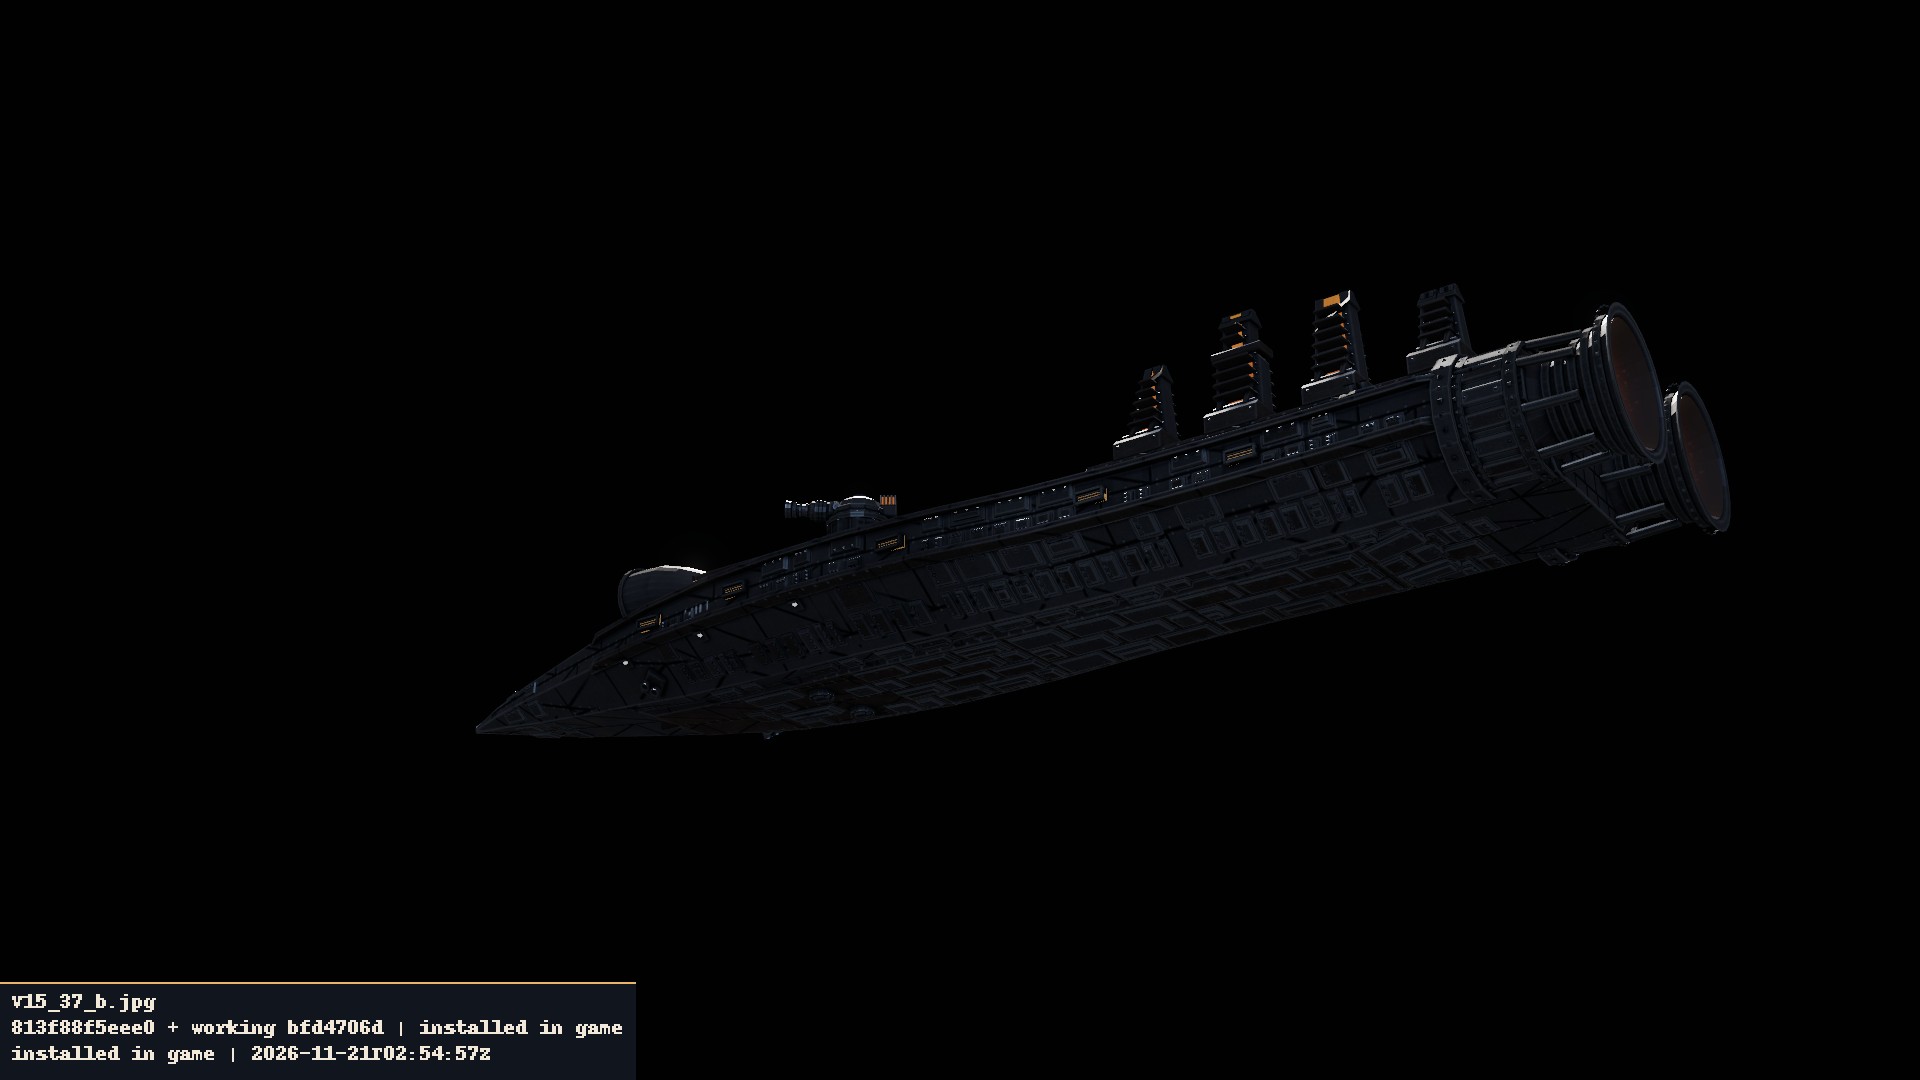 v15_37_b.jpg
813f88f5eee0 + working bfd4706d | installed in game
installed in game | 2026-11-21T02:54:57Z